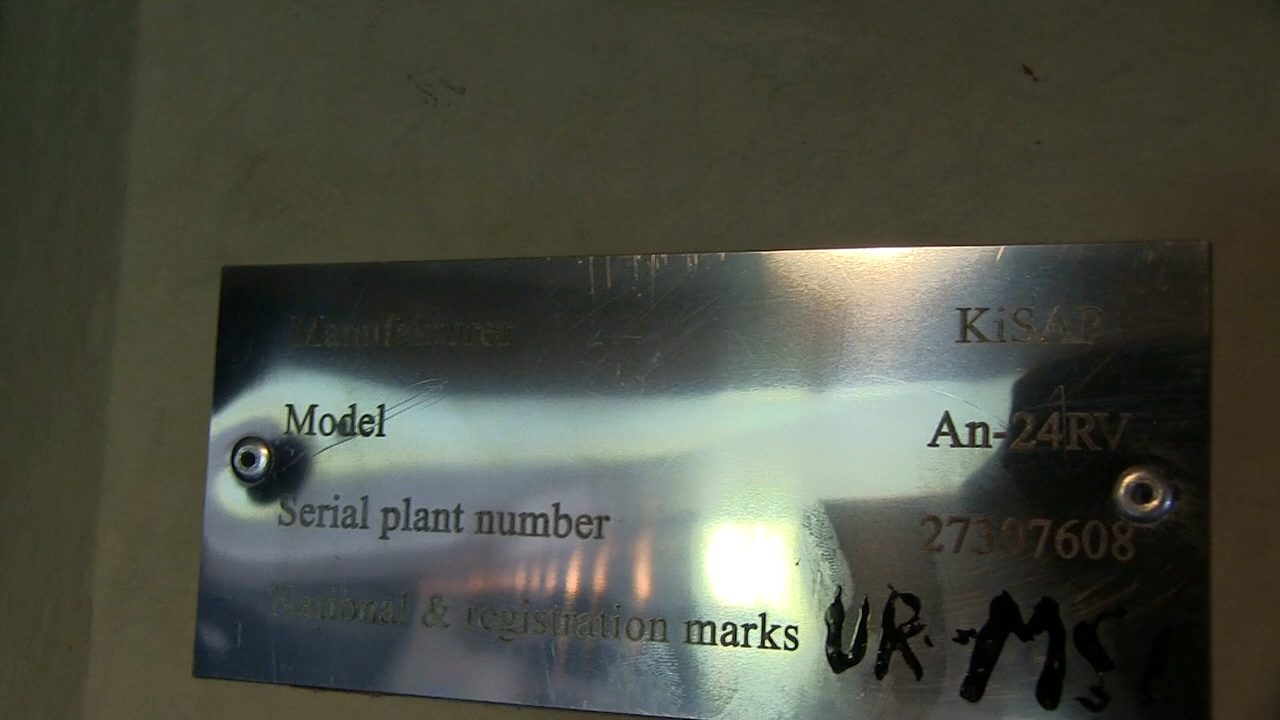 Manufacturer KiSAP
Model An-24RV
Serial plant number 27307608
National & registration marks UR-MS